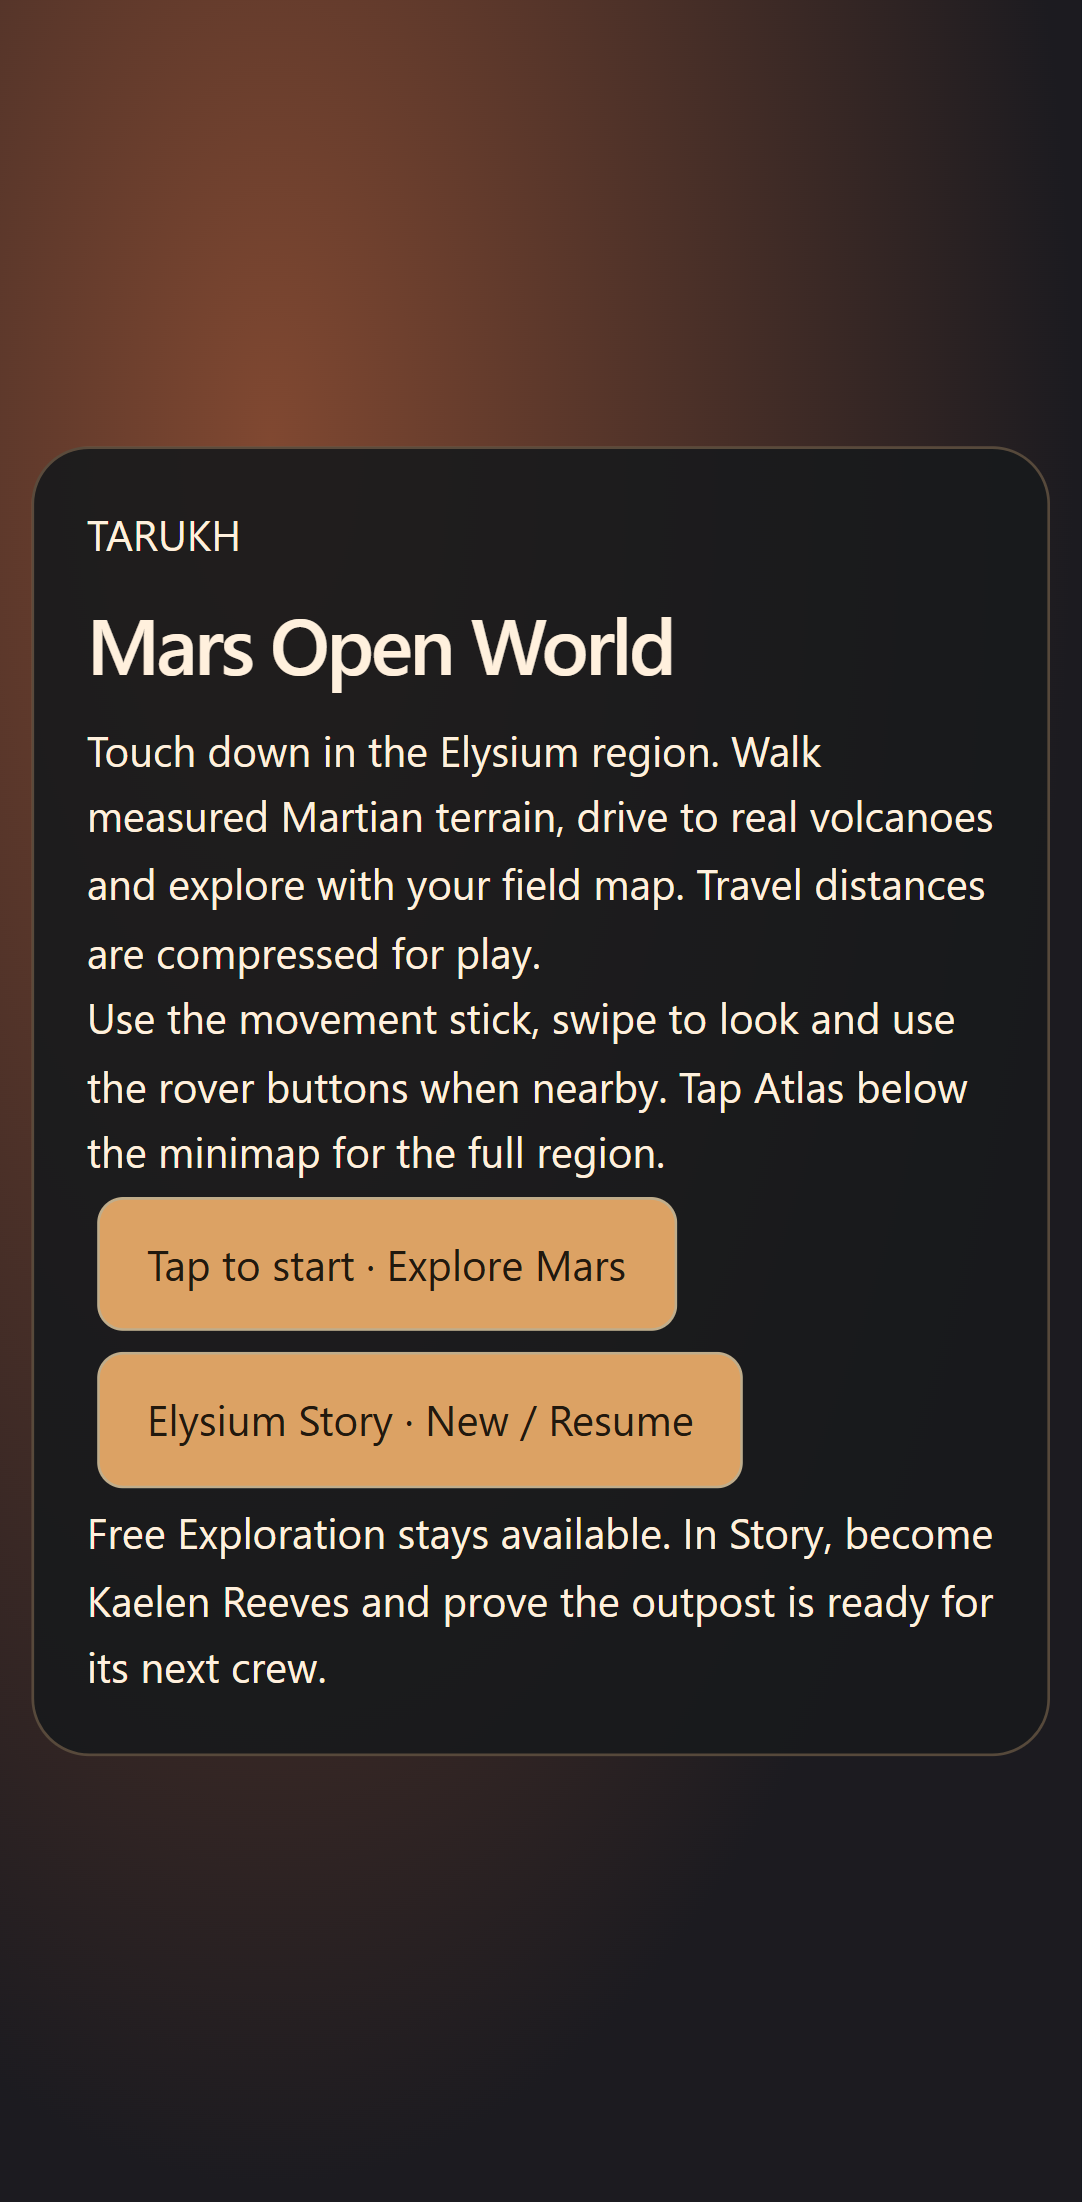 TARUKH
Mars Open World
Touch down in the Elysium region. Walk
measured Martian terrain, drive to real volcanoes
and explore with your field map. Travel distances
are compressed for play.
Use the movement stick, swipe to look and use
the rover buttons when nearby. Tap Atlas below
the minimap for the full region.
Tap to start · Explore Mars
Elysium Story · New / Resume
Free Exploration stays available. In Story, become
Kaelen Reeves and prove the outpost is ready for
its next crew.